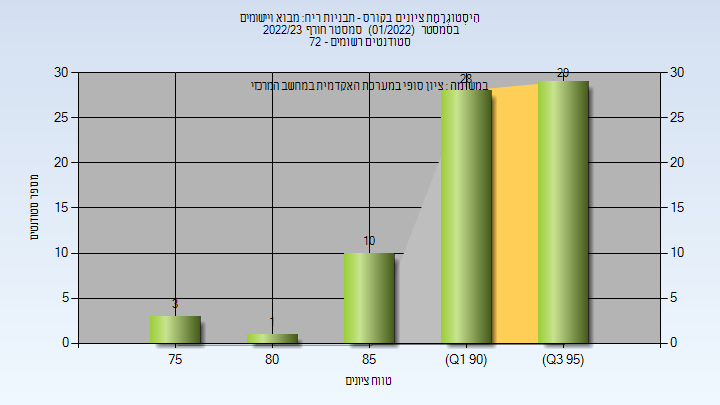 היסטוגרמת ציונים בקורס - תבניות ריח: מבוא ויישומים
בסמסטר (01/2022) סמסטר חורף 2022/23
סטודנטים רשומים - 72
במשימה : ציון סופי במערכת האקדמית במחשב המרכזי
30 30
25 25
20 20
15 15
10 10
5 5
0 0
3
1
10
28
29
מספר סטודנטים
75 80 85 (Q1 90) (Q3 95)
טווח ציונים